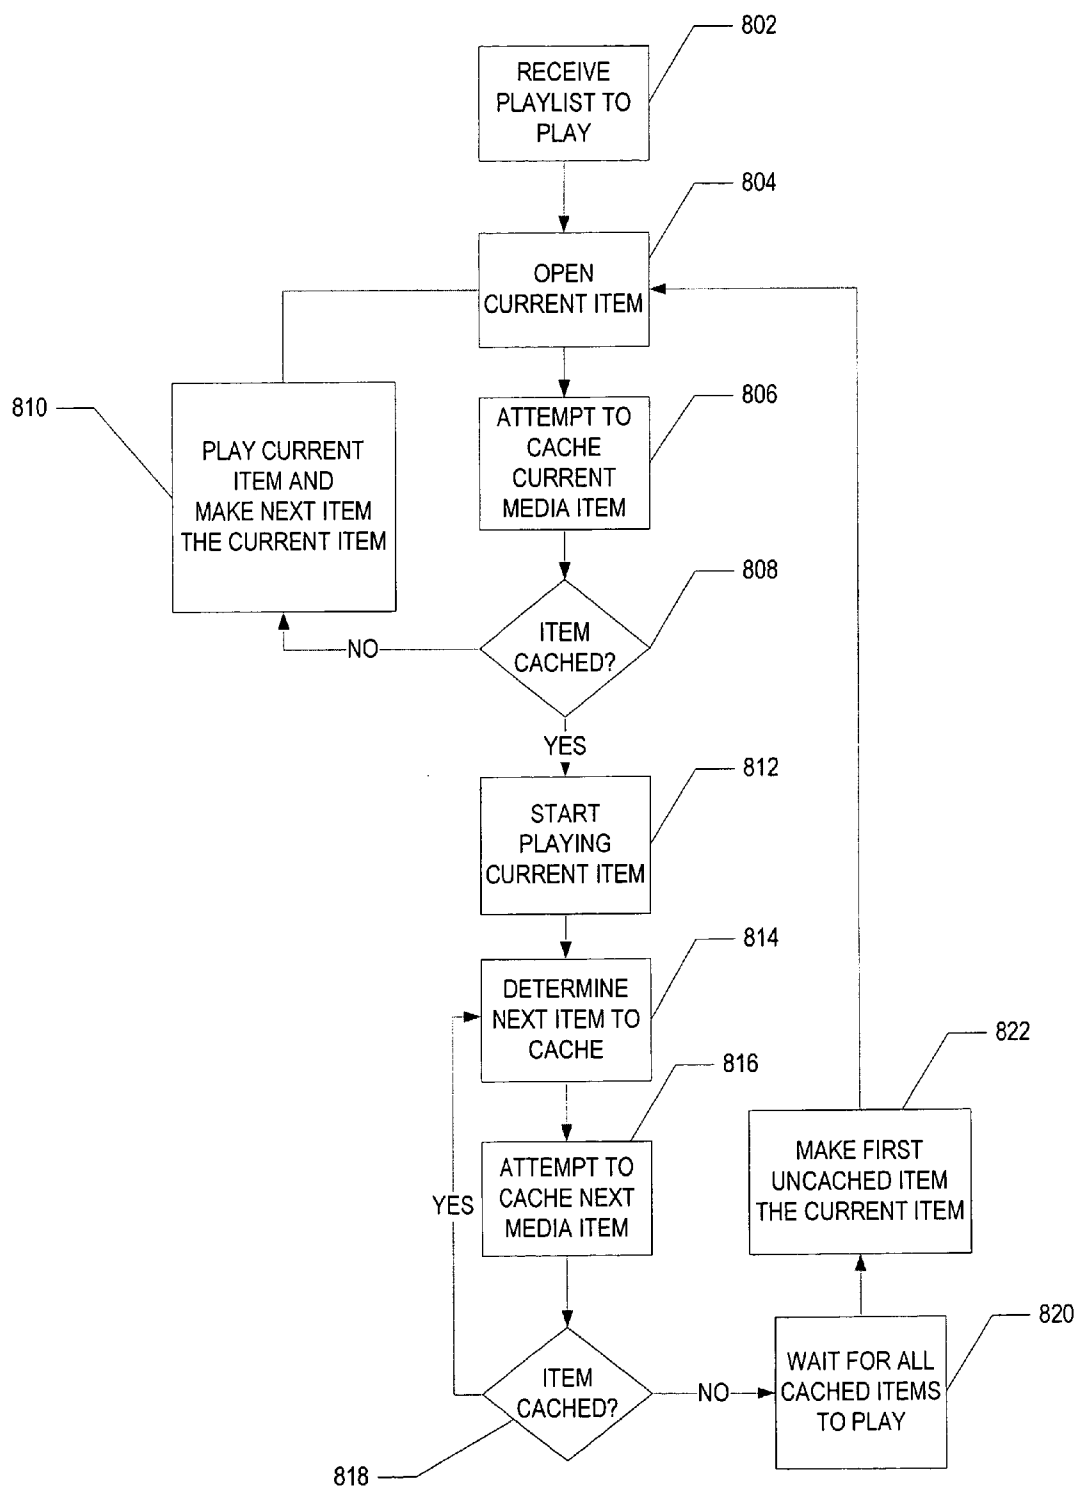 802
RECEIVE
PLAYLIST TO
PLAY
804
OPEN
CURRENT ITEM
806
ATTEMPT TO
CACHE
CURRENT
MEDIA ITEM
810
PLAY CURRENT
ITEM AND
MAKE NEXT ITEM
THE CURRENT ITEM
808
ITEM
CACHED?
NO
YES
812
START
PLAYING
CURRENT ITEM
814
DETERMINE
NEXT ITEM TO
CACHE
816
ATTEMPT TO
CACHE NEXT
MEDIA ITEM
YES
822
MAKE FIRST
UNCACHED ITEM
THE CURRENT ITEM
820
WAIT FOR ALL
CACHED ITEMS
TO PLAY
ITEM
CACHED?
NO
818